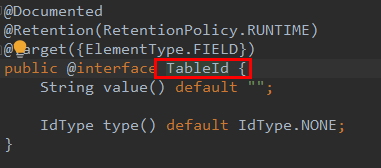 @Documented
@Retention(RetentionPolicy.RUNTIME)
@Target({ElementType.FIELD})
public @interface TableId {
String value() default "";
IdType type() default IdType.NONE;
}